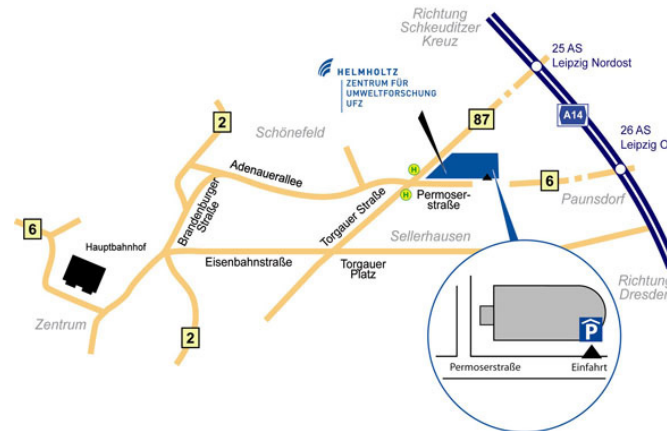 Richtung
Schkeuditzer
Kreuz
25 AS
Leipzig Nordost
HELMHOLTZ
ZENTRUM FÜR
UMWELTFORSCHUNG
UFZ
87
A14
2
Schönefeld
26 AS
Leipzig O
H
Adenauerallee
6
Paunsdorf
Permoser-
straße
H
Brandenburger
Straße
Torgauer Straße
6
Hauptbahnhof
Sellerhausen
Eisenbahnstraße
Torgauer
Platz
Richtung
Dresden
Zentrum
2
P
Permoserstraße
Einfahrt